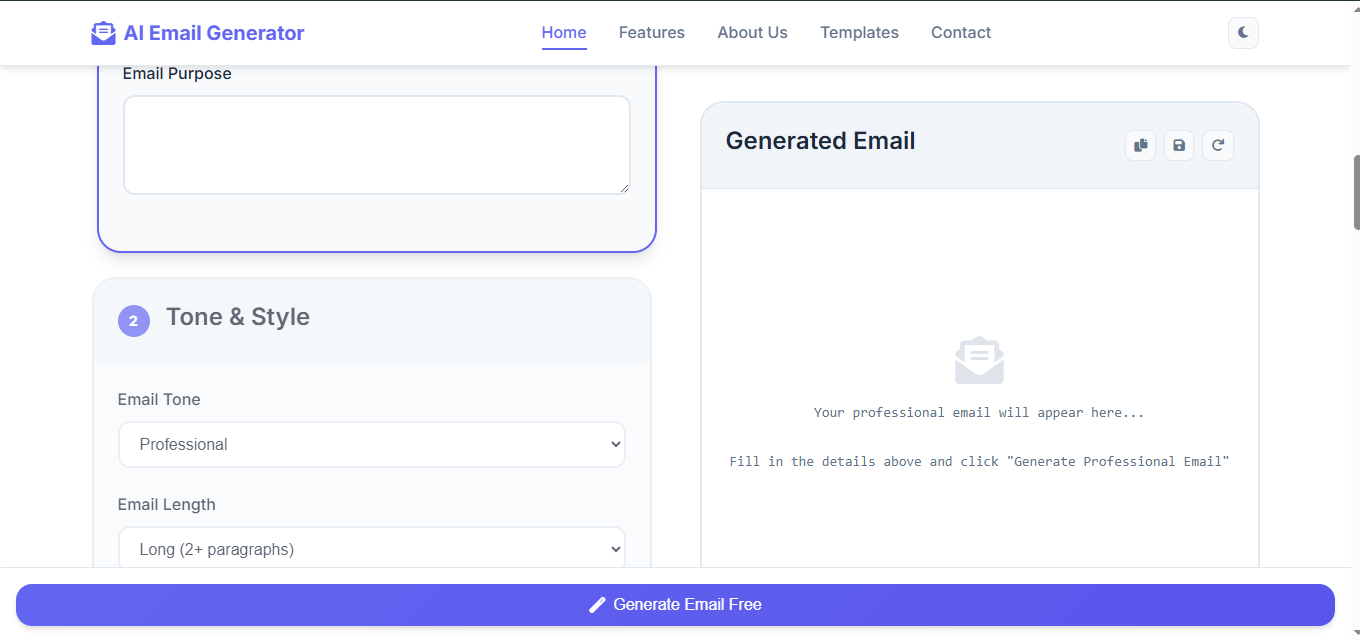 AI Email Generator
Home
Features
About Us
Templates
Contact
Email Purpose
2
Tone & Style
Email Tone
Professional
Email Length
Long (2+ paragraphs)
Generated Email
Your professional email will appear here...
Fill in the details above and click "Generate Professional Email"
Generate Email Free